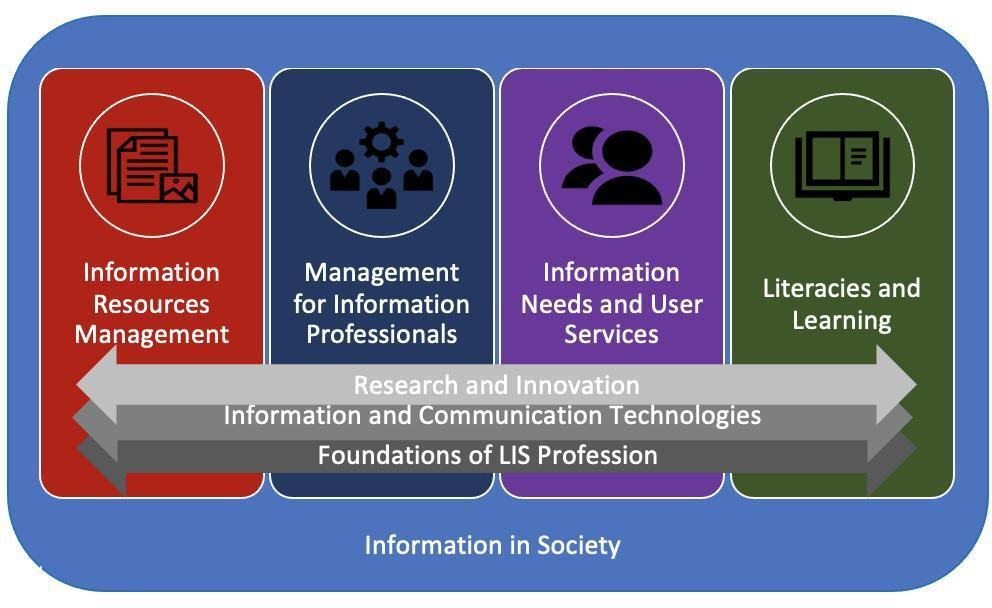 Information
Resources
Management
Management
for Information
Professionals
Information
Needs and User
Services
Literacies and
Learning
Research and Innovation
Information and Communication Technologies
Foundations of LIS Profession
Information in Society